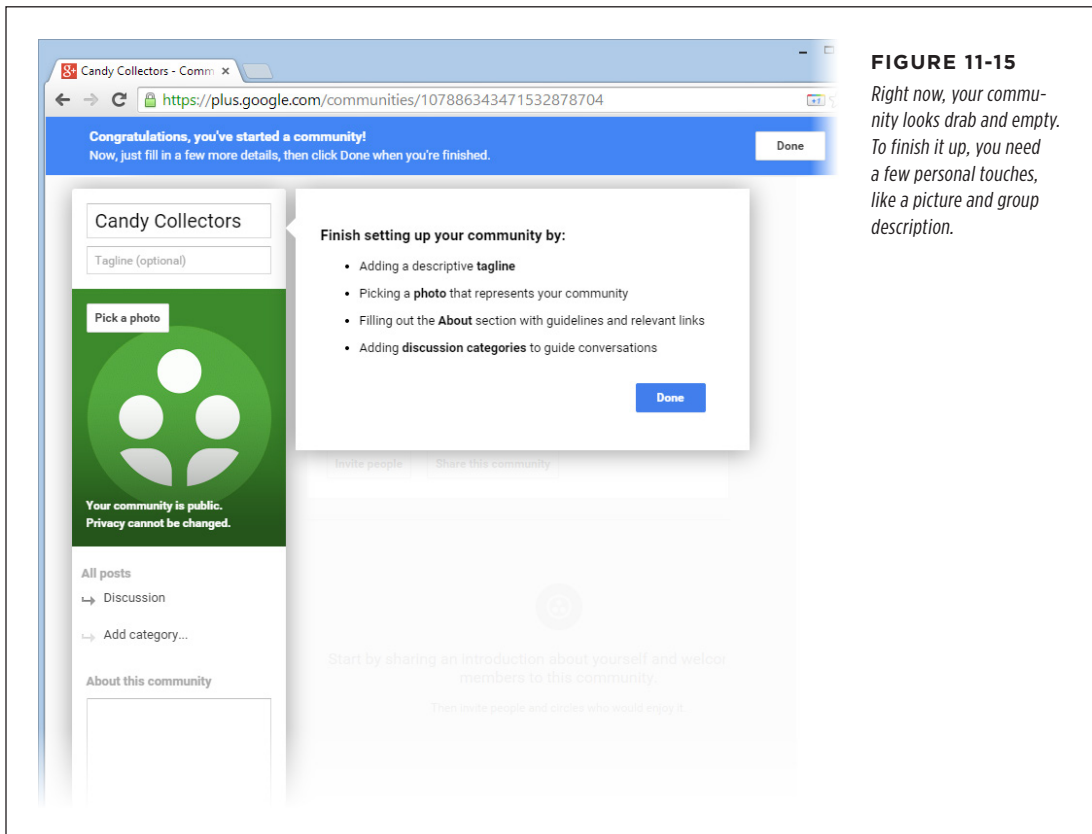 Candy Collectors - Comm
https://plus.google.com/communities/107886343471532878704
Congratulations, you've started a community!
Now, just fill in a few more details, then click Done when you're finished.
Done
Candy Collectors
Tagline (optional)
Pick a photo
Your community is public.
Privacy cannot be changed.
All posts
Discussion
Add category...
About this community
Finish setting up your community by:
• Adding a descriptive tagline
• Picking a photo that represents your community
• Filling out the About section with guidelines and relevant links
• Adding discussion categories to guide conversations
Done
Invite people
Share this community
Start by sharing an introduction about yourself and welcor
members to this community.
Then invite people and circles who would enjoy it.
FIGURE 11-15
Right now, your commu-
nity looks drab and empty.
To finish it up, you need
a few personal touches,
like a picture and group
description.